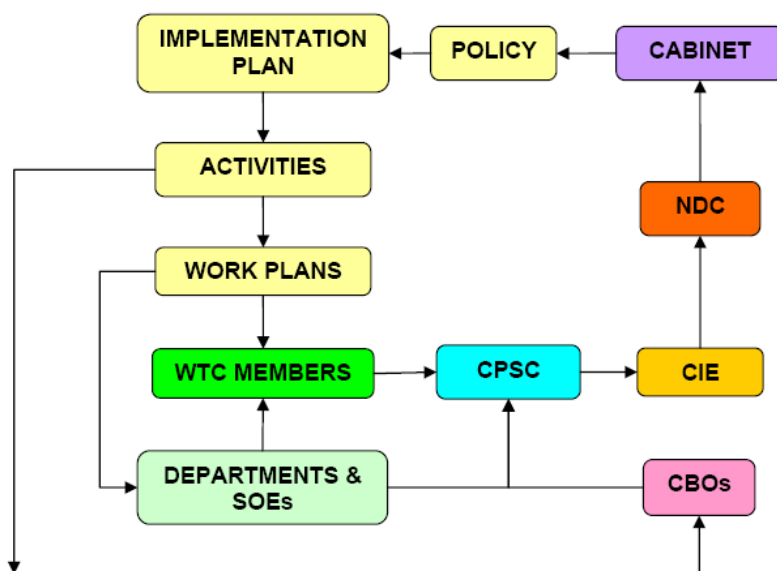 IMPLEMENTATION
PLAN
POLICY
CABINET
ACTIVITIES
NDC
WORK PLANS
WTC MEMBERS
CPSC
CIE
DEPARTMENTS &
SOEs
CBOs